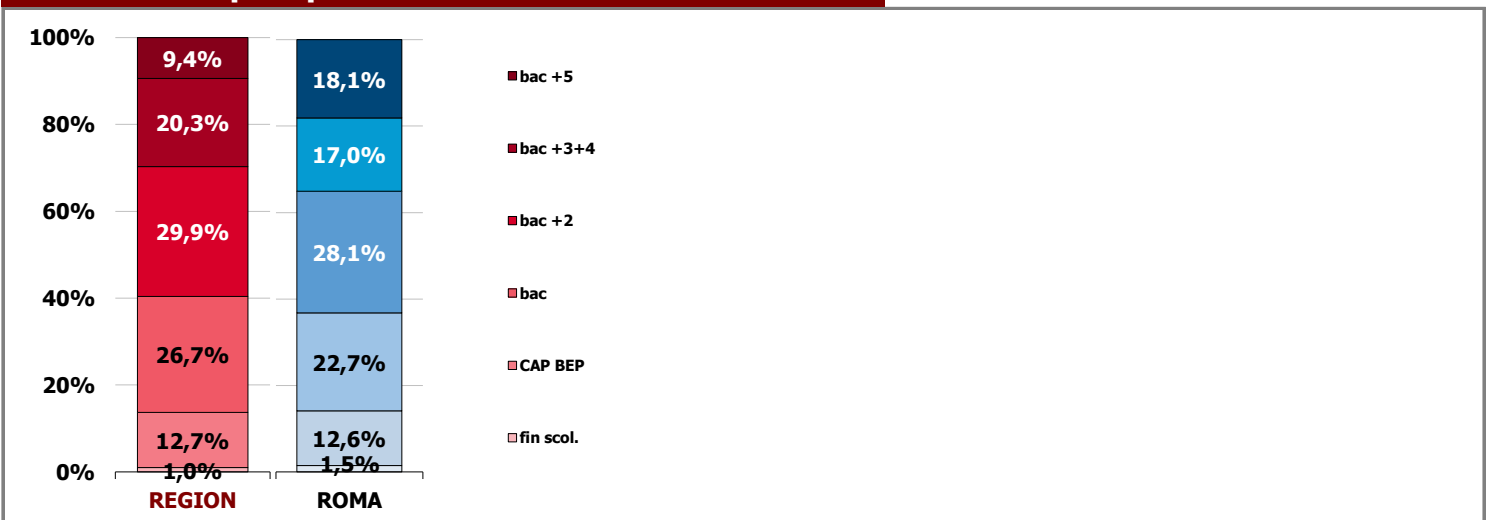 100%
80%
60%
40%
20%
0%
9,4%
20,3%
29,9%
26,7%
12,7%
1,0%
REGION
18,1%
17,0%
28,1%
22,7%
12,6%
1,5%
ROMA
bac +5
bac +3+4
bac +2
bac
CAP BEP
fin scol.